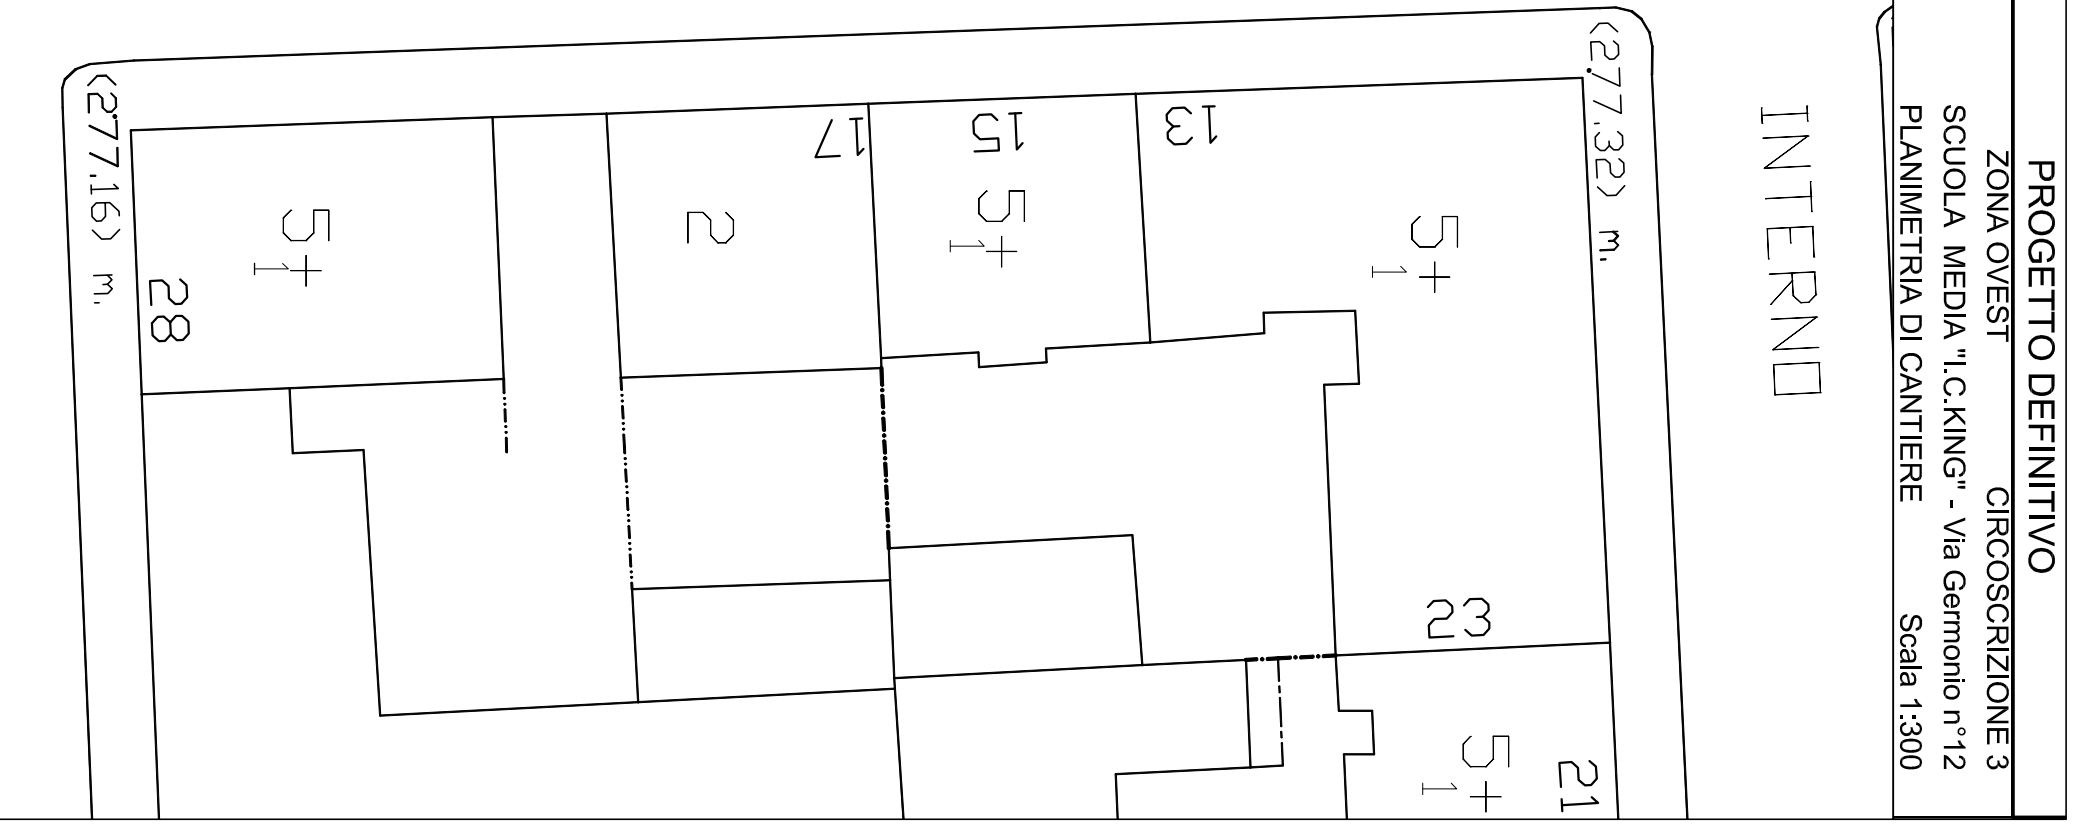 PROGETTO DEFINITIVO
ZONA OVEST CIRCOSCRIZIONE 3
SCUOLA MEDIA "I.C.KING" - Via Germonio n°12
PLANIMETRIA DI CANTIERE Scala 1:300
INTERNO
(277.32) m.
(277.16) m.
13
15
17
5+1
5+1
2
5+1
28
23
5+1
21